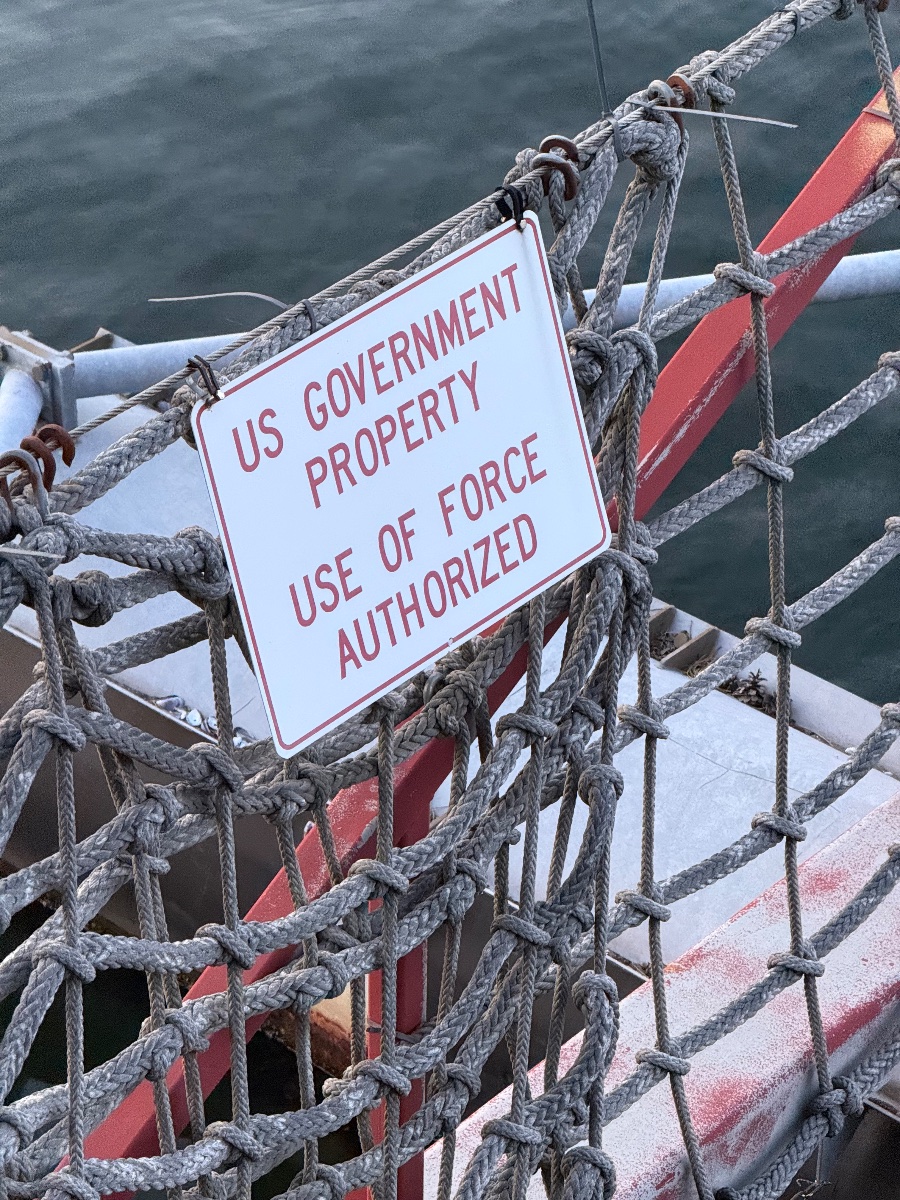 US GOVERNMENT
PROPERTY
USE OF FORCE
AUTHORIZED